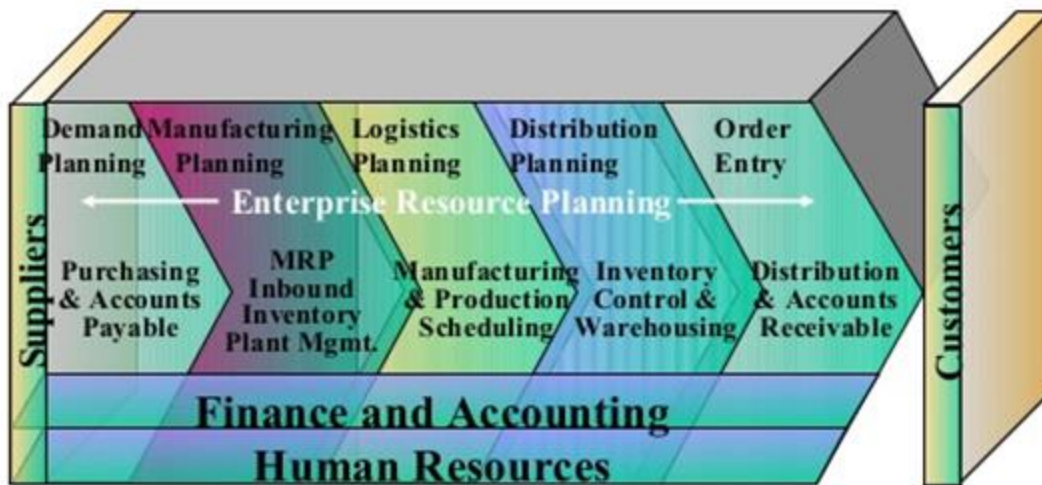 Demand
Planning
Manufacturing
Planning
Logistics
Planning
Distribution
Planning
Order
Entry
Enterprise Resource Planning
Suppliers
Purchasing
& Accounts
Payable
MRP
Inbound
Inventory
Plant Mgmt.
Manufacturing
& Production
Scheduling
Inventory
Control &
Warehousing
Distribution
& Accounts
Receivable
Customers
Finance and Accounting
Human Resources